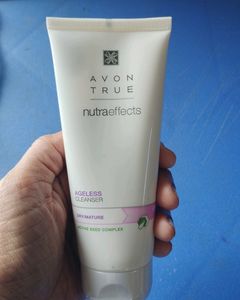 AVON
TRUE
nutraeffects
AGELESS
CLEANSER
DRY/MATURE
ACTIVE SEED COMPLEX